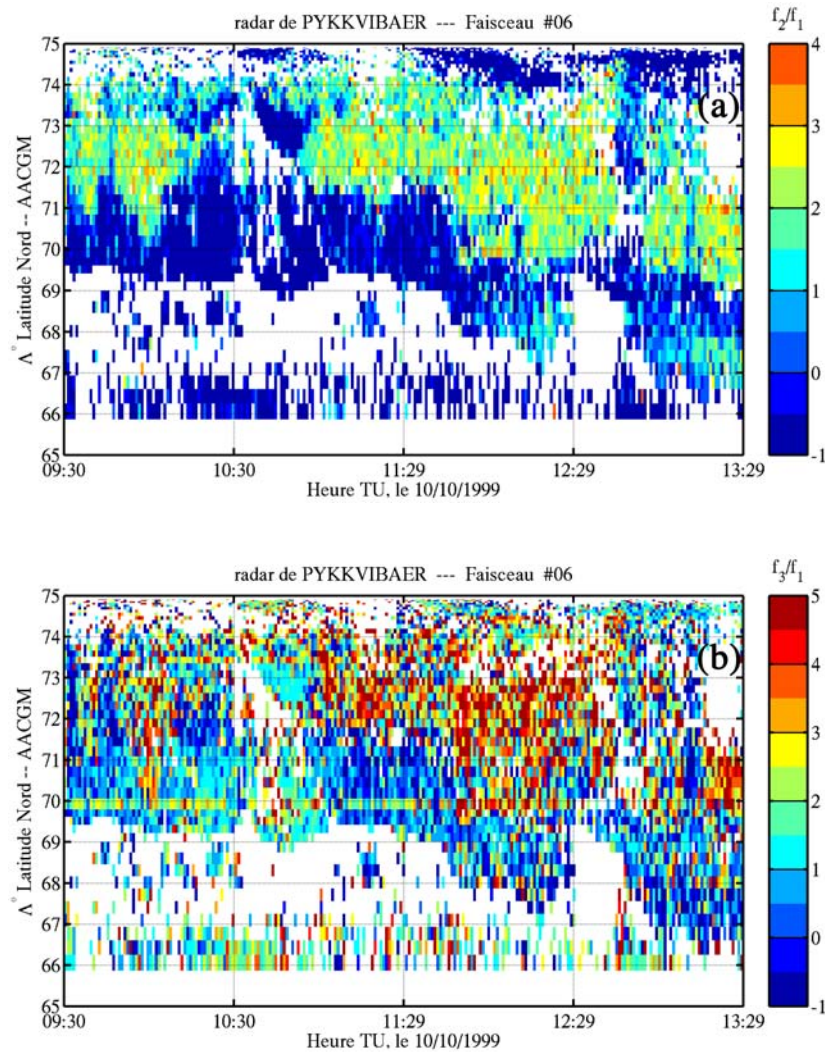 radar de PYKKVIBAER --- Faisceau #06
f2/f1
(a)
75
74
73
72
71
70
69
68
67
66
65
Λ° Latitude Nord -- AACGM
09:30 10:30 11:29 12:29 13:29
Heure TU, le 10/10/1999
4
3
2
1
0
-1
radar de PYKKVIBAER --- Faisceau #06
f3/f1
(b)
75
74
73
72
71
70
69
68
67
66
65
Λ° Latitude Nord -- AACGM
09:30 10:30 11:29 12:29 13:29
Heure TU, le 10/10/1999
5
4
3
2
1
0
-1